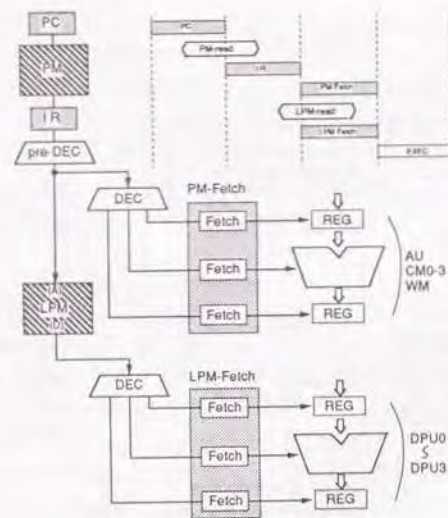 PC
PM
IR
pre-DEC
PC
PM-read
IR
PM-Fetch
LPM-read
LPM-Fetch
EXEC
DEC
PM-Fetch
Fetch
REG
Fetch
AU
CM0-3
WM
Fetch
REG
(A)
LPM
(D)
DEC
LPM-Fetch
Fetch
REG
Fetch
DPU0
S
DPU3
Fetch
REG